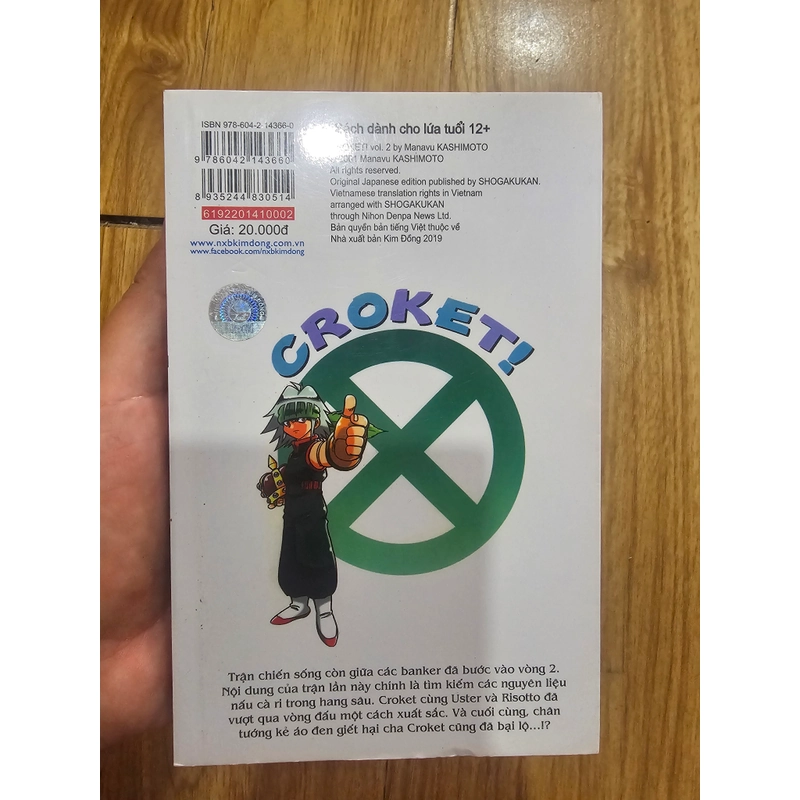 ISBN 978-604-2-14366-0
9 786042 143660
8 935244 830514
6192201410002
Giá: 20.000đ
www.nxbkimdong.com.vn
www.facebook.com/nxbkimdong
dành cho lứa tuổi 12+
vol. 2 by Manavu KASHIMOTO
Manavu KASHIMOTO
All rights reserved.
Original Japanese edition published by SHOGAKUKAN.
Vietnamese translation rights in Vietnam
arranged with SHOGAKUKAN
through Nihon Denpa News Ltd.
Bản quyền bản tiếng Việt thuộc về
Nhà xuất bản Kim Đồng 2019
CROKET!
Trận chiến sống còn giữa các banker đã bước vào vòng 2.
Nội dung của trận lần này chính là tìm kiếm các nguyên liệu
nấu cà ri trong hang sâu. Croket cùng Uster và Risotto đã
vượt qua vòng đấu một cách xuất sắc. Và cuối cùng, chân
tướng kẻ áo đen giết hại cha Croket cũng đã bại lộ...!?